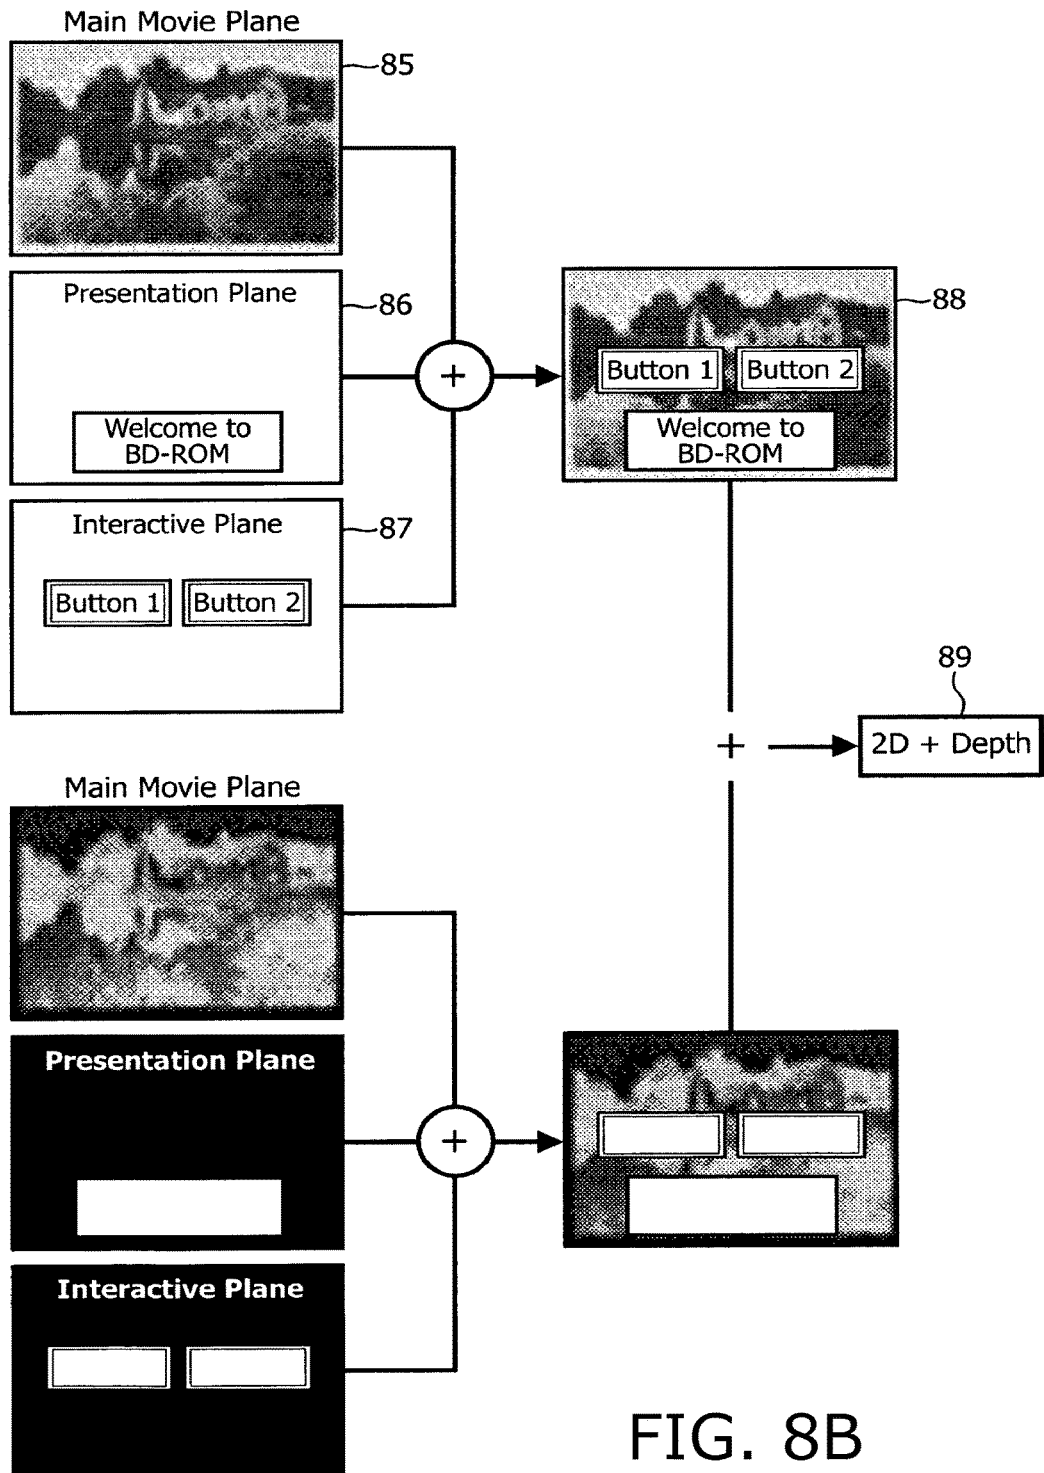 Main Movie Plane
85
Presentation Plane
86
Welcome to
BD-ROM
Interactive Plane
87
Button 1
Button 2
+
88
Button 1
Button 2
Welcome to
BD-ROM
+
89
2D + Depth
Main Movie Plane
Presentation Plane
+
Interactive Plane
FIG. 8B